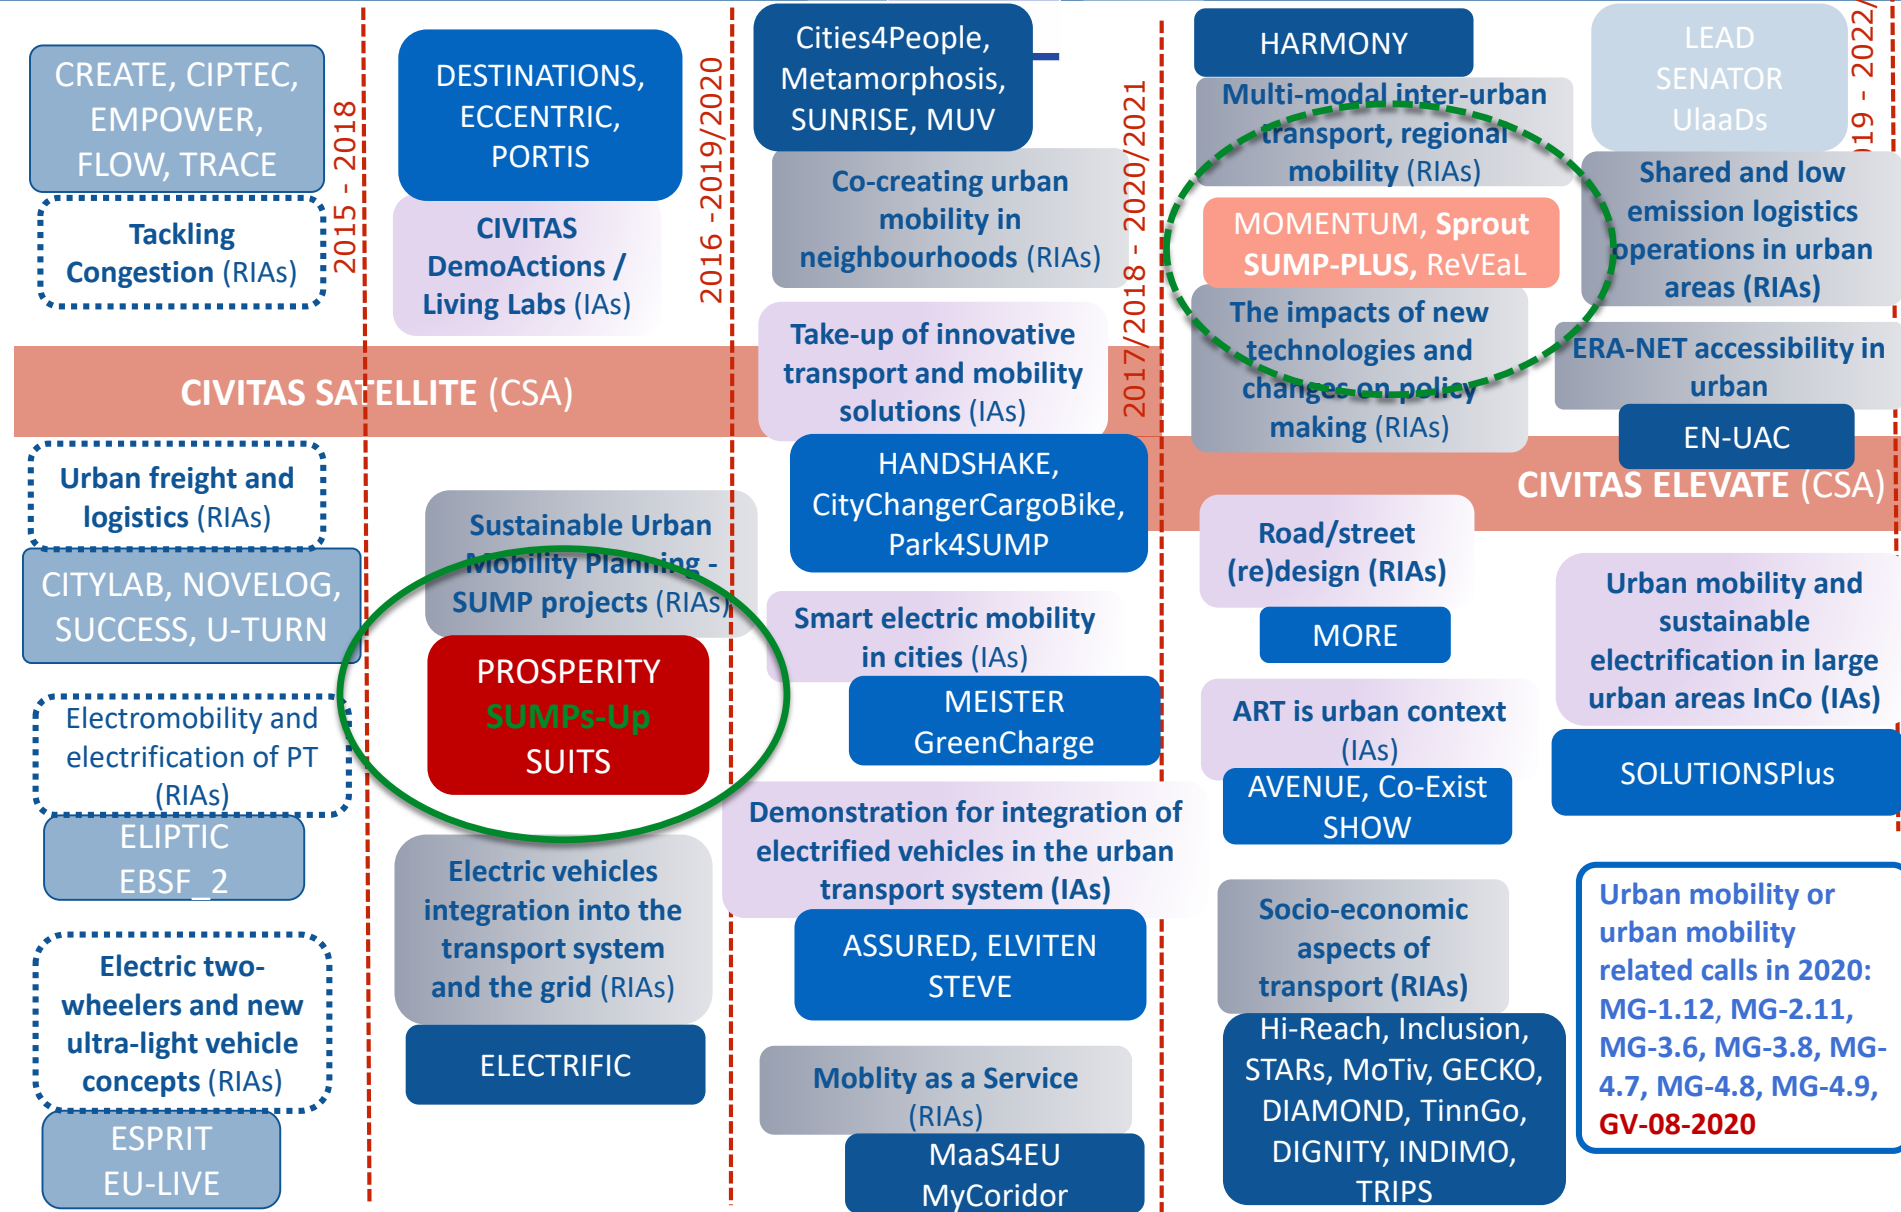 CREATE, CIPTEC,
EMPOWER,
FLOW, TRACE
Tackling
Congestion (RIAs)
2015 - 2018
CIVITAS SATELLITE (CSA)
Urban freight and
logistics (RIAs)
CITYLAB, NOVELOG,
SUCCESS, U-TURN
Electromobility and
electrification of PT
(RIAs)
ELIPTIC
EBSF_2
Electric two-
wheelers and new
ultra-light vehicle
concepts (RIAs)
ESPRIT
EU-LIVE
DESTINATIONS,
ECCENTRIC,
PORTIS
CIVITAS
DemoActions /
Living Labs (IAs)
2016 -2019/2020
Sustainable Urban
Mobility Planning -
SUMP projects (RIAs)
PROSPERITY
SUMPs-Up
SUITS
Electric vehicles
integration into the
transport system
and the grid (RIAs)
ELECTRIFIC
Cities4People,
Metamorphosis,
SUNRISE, MUV
Co-creating urban
mobility in
neighbourhoods (RIAs)
2017/2018 - 2020/2021
Take-up of innovative
transport and mobility
solutions (IAs)
HANDSHAKE,
CityChangerCargoBike,
Park4SUMP
Smart electric mobility
in cities (IAs)
MEISTER
GreenCharge
Demonstration for integration of
electrified vehicles in the urban
transport system (IAs)
ASSURED, ELVITEN
STEVE
Moblity as a Service
(RIAs)
MaaS4EU
MyCoridor
HARMONY
Multi-modal inter-urban
transport, regional
mobility (RIAs)
MOMENTUM, Sprout
SUMP-PLUS, ReVEaL
The impacts of new
technologies and
changes on policy
making (RIAs)
CIVITAS ELEVATE (CSA)
Road/street
(re)design (RIAs)
MORE
ART is urban context
(IAs)
AVENUE, Co-Exist
SHOW
Socio-economic
aspects of
transport (RIAs)
Hi-Reach, Inclusion,
STARs, MoTiv, GECKO,
DIAMOND, TinnGo,
DIGNITY, INDIMO,
TRIPS
LEAD
SENATOR
UlaaDs
019 - 2022/
Shared and low
emission logistics
operations in urban
areas (RIAs)
ERA-NET accessibility in
urban
EN-UAC
Urban mobility and
sustainable
electrification in large
urban areas InCo (IAs)
SOLUTIONSPlus
Urban mobility or
urban mobility
related calls in 2020:
MG-1.12, MG-2.11,
MG-3.6, MG-3.8, MG-
4.7, MG-4.8, MG-4.9,
GV-08-2020